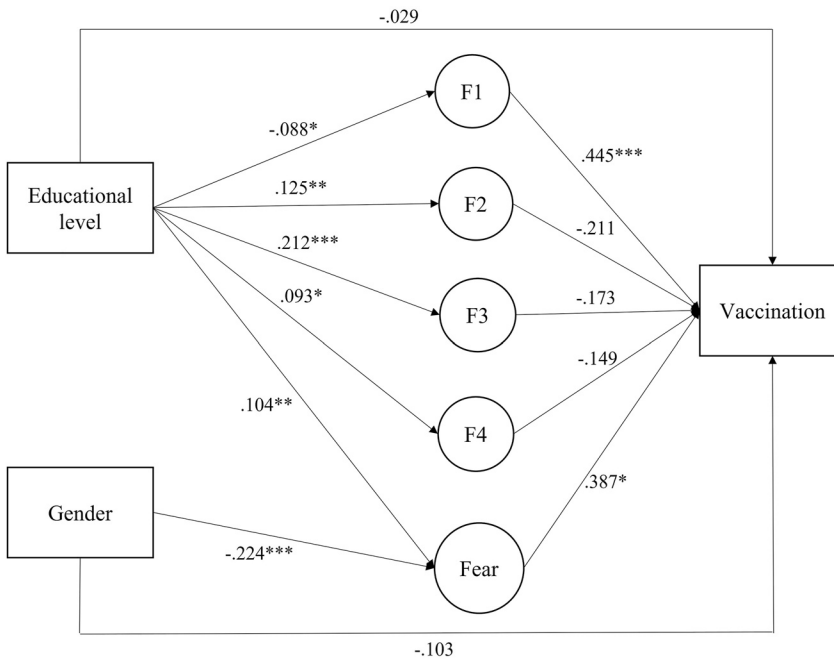 -.029
F1
-.088*
.445***
Educational
level
.125**
F2
-.211
.212***
F3
-.173
Vaccination
.093*
-.149
F4
.104**
.387*
Gender
-.224***
Fear
-.103